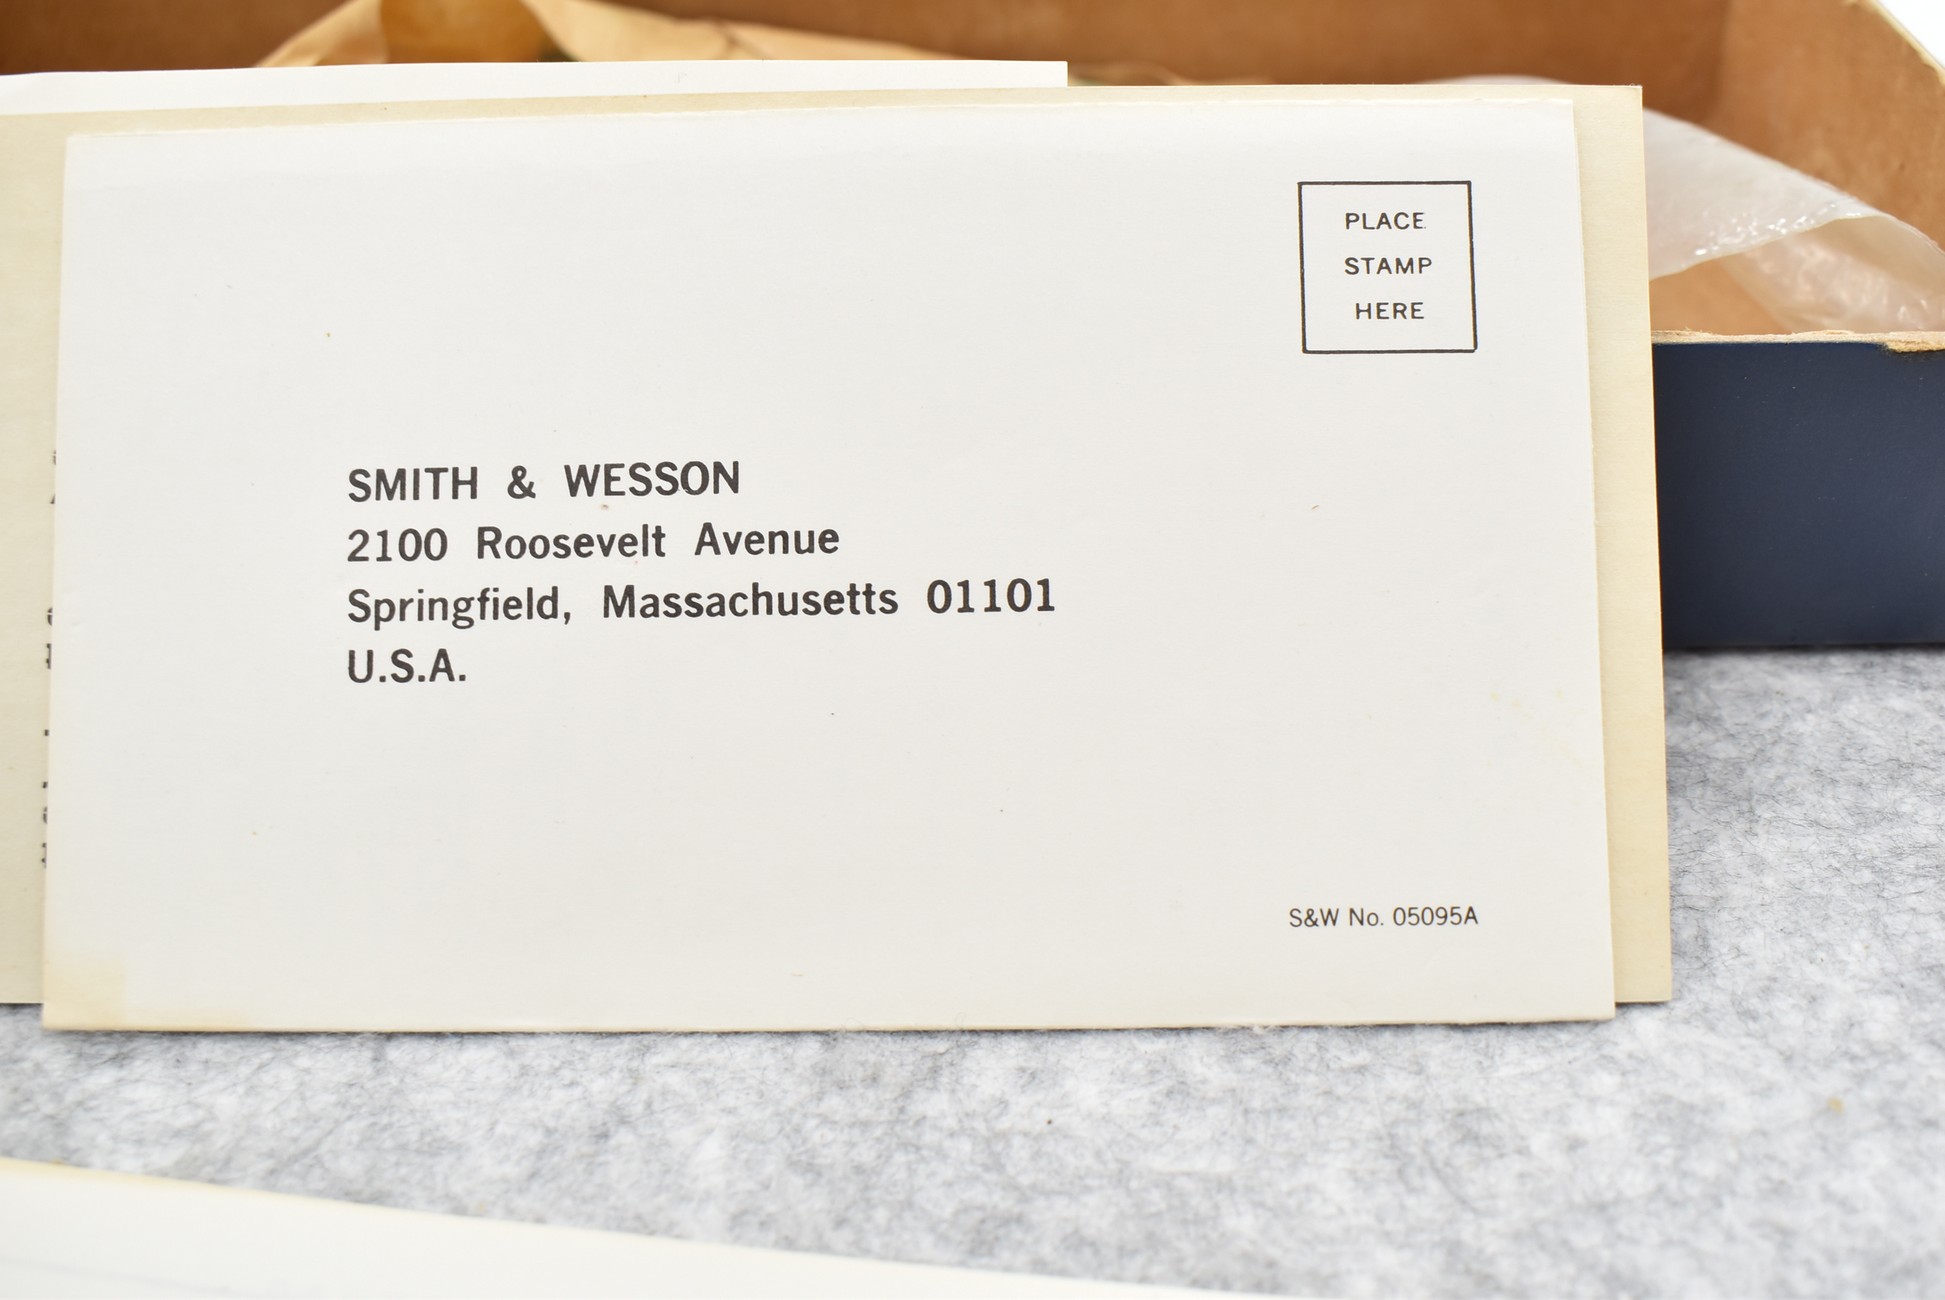 PLACE
STAMP
HERE
SMITH & WESSON
2100 Roosevelt Avenue
Springfield, Massachusetts 01101
U.S.A.
S&W No. 05095A